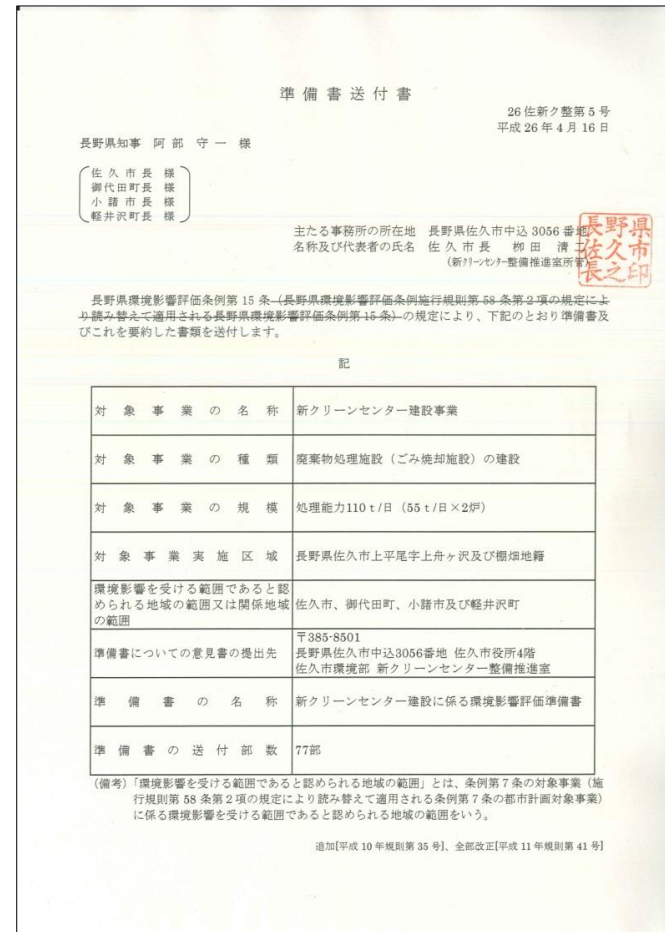 準備書送付書
26佐新ク整第5号
平成26年4月16日
長野県知事 阿部 守一 様
佐久市長 様
御代田町長 様
小諸市長 様
軽井沢町長 様
主たる事務所の所在地 長野県佐久市中込3056番地
名称及び代表者の氏名 佐久市長 栁田 清二
(新クリーンセンター整備推進室所管)
長野県
佐久市
長之印
長野県環境影響評価条例第15条(長野県環境影響評価条例施行規則第58条第2項の規定によ
り読み替えて適用される長野県環境影響評価条例第15条)の規定により、下記のとおり準備書及
びこれを要約した書類を送付します。
記
対象事業の名称 新クリーンセンター建設事業
対象事業の種類 廃棄物処理施設(ごみ焼却施設)の建設
対象事業の規模 処理能力110t/日(55t/日×2炉)
対象事業実施区域 長野県佐久市上平尾字上舟ヶ沢及び棚畑地籍
環境影響を受ける範囲であると認
められる地域の範囲又は関係地域
の範囲
佐久市、御代田町、小諸市及び軽井沢町
準備書についての意見書の提出先
〒385-8501
長野県佐久市中込3056番地 佐久市役所4階
佐久市環境部 新クリーンセンター整備推進室
準備書の名称 新クリーンセンター建設に係る環境影響評価準備書
準備書の送付部数 77部
(備考)「環境影響を受ける範囲であると認められる地域の範囲」とは、条例第7条の対象事業(施
行規則第58条第2項の規定により読み替えて適用される条例第7条の都市計画対象事業)
に係る環境影響を受ける範囲であると認められる地域の範囲をいう。
追加[平成10年規則第35号]、全部改正[平成11年規則第41号]